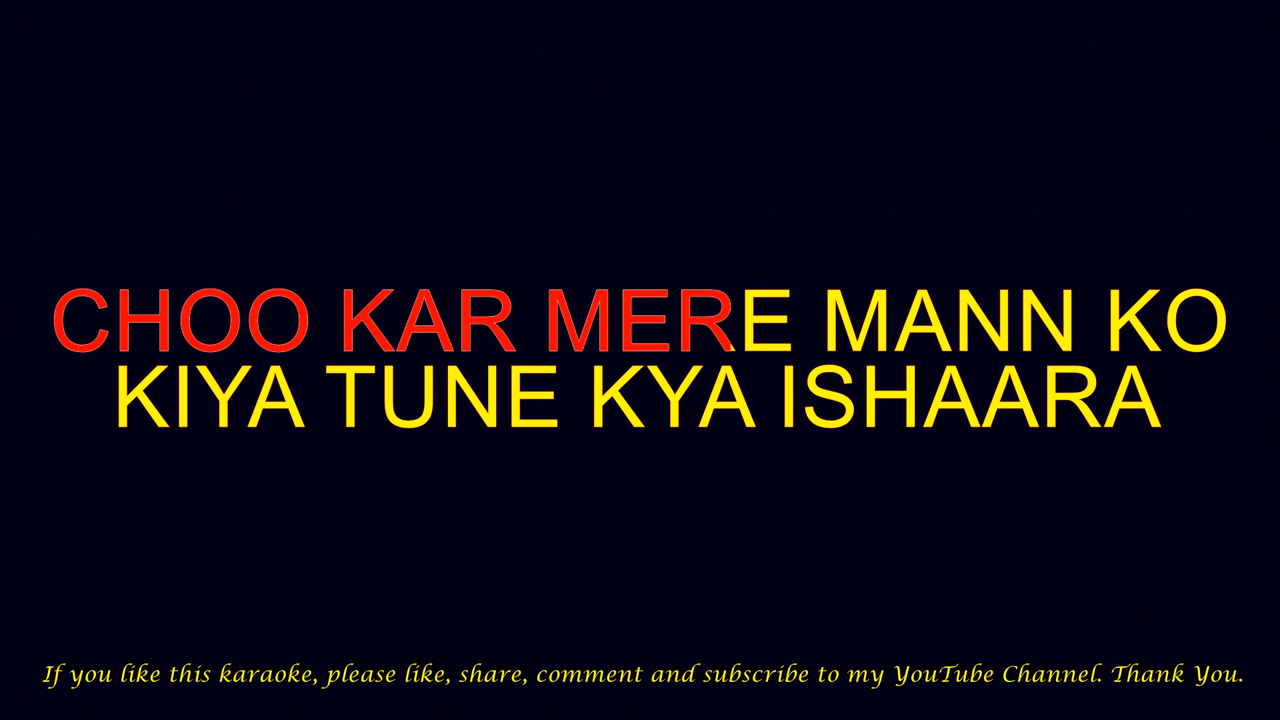 CHOO KAR MERE MANN KO
KIYA TUNE KYA ISHAARA
If you like this karaoke, please like, share, comment and subscribe to my YouTube Channel. Thank You.